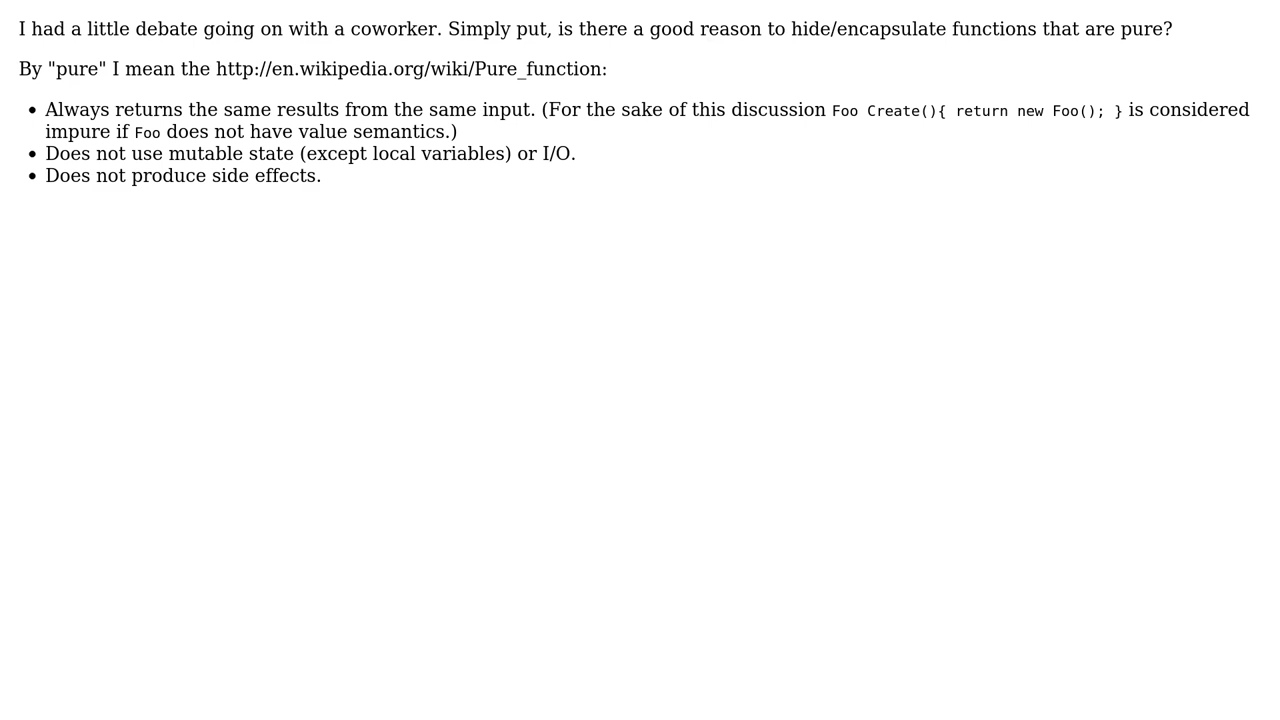 I had a little debate going on with a coworker. Simply put, is there a good reason to hide/encapsulate functions that are pure?
By "pure" I mean the http://en.wikipedia.org/wiki/Pure_function:
• Always returns the same results from the same input. (For the sake of this discussion Foo Create(){ return new Foo(); } is considered
impure if Foo does not have value semantics.)
• Does not use mutable state (except local variables) or I/O.
• Does not produce side effects.